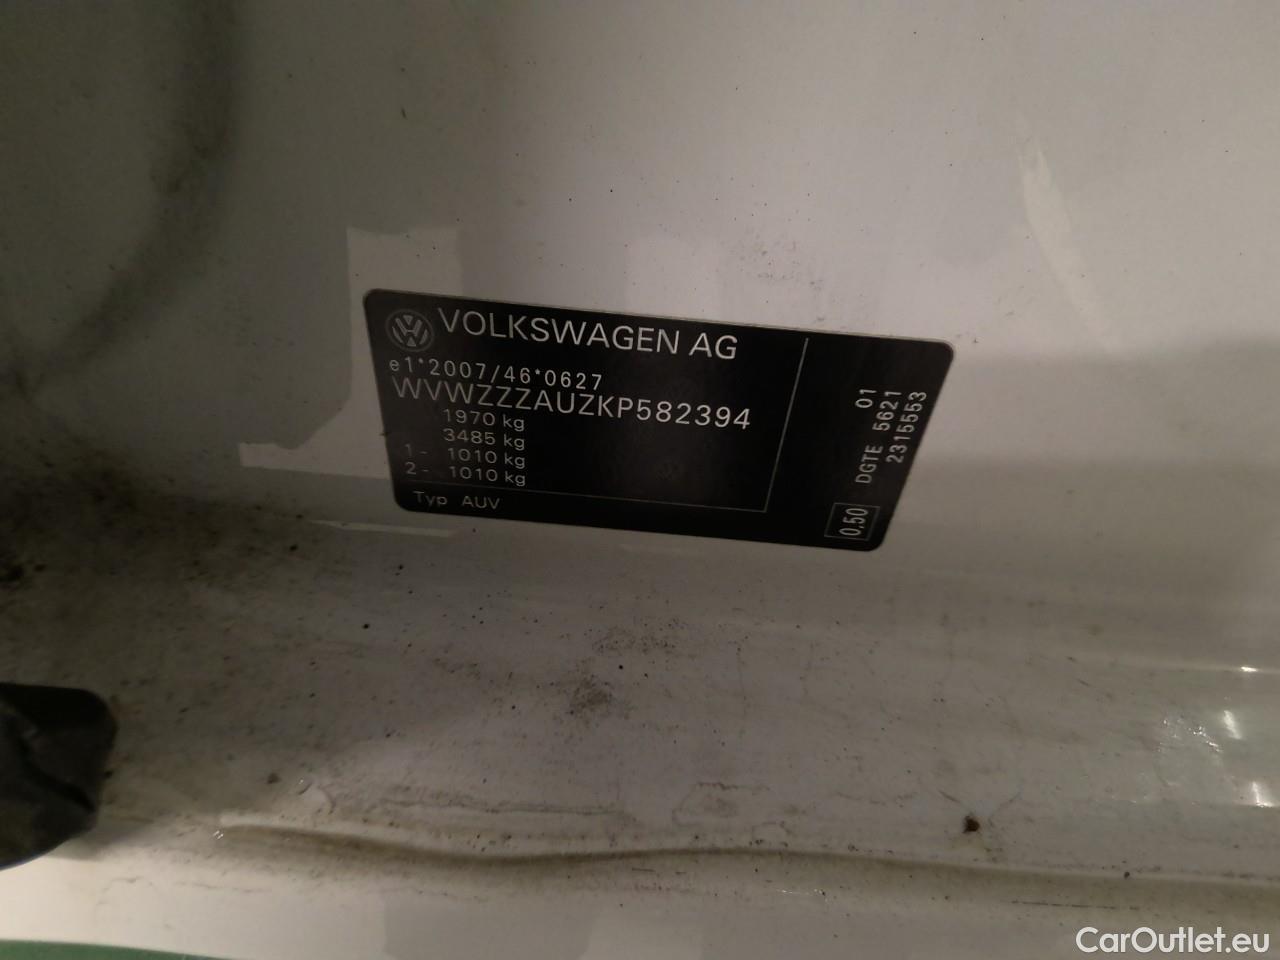 VOLKSWAGEN AG
e1*2007/46*0627
WVWZZZAUZKP582394
1970 kg
3485 kg
1- 1010 kg
2- 1010 kg
Typ AUV
01
DGTE 5621
2315553
0,50
CarOutlet.eu